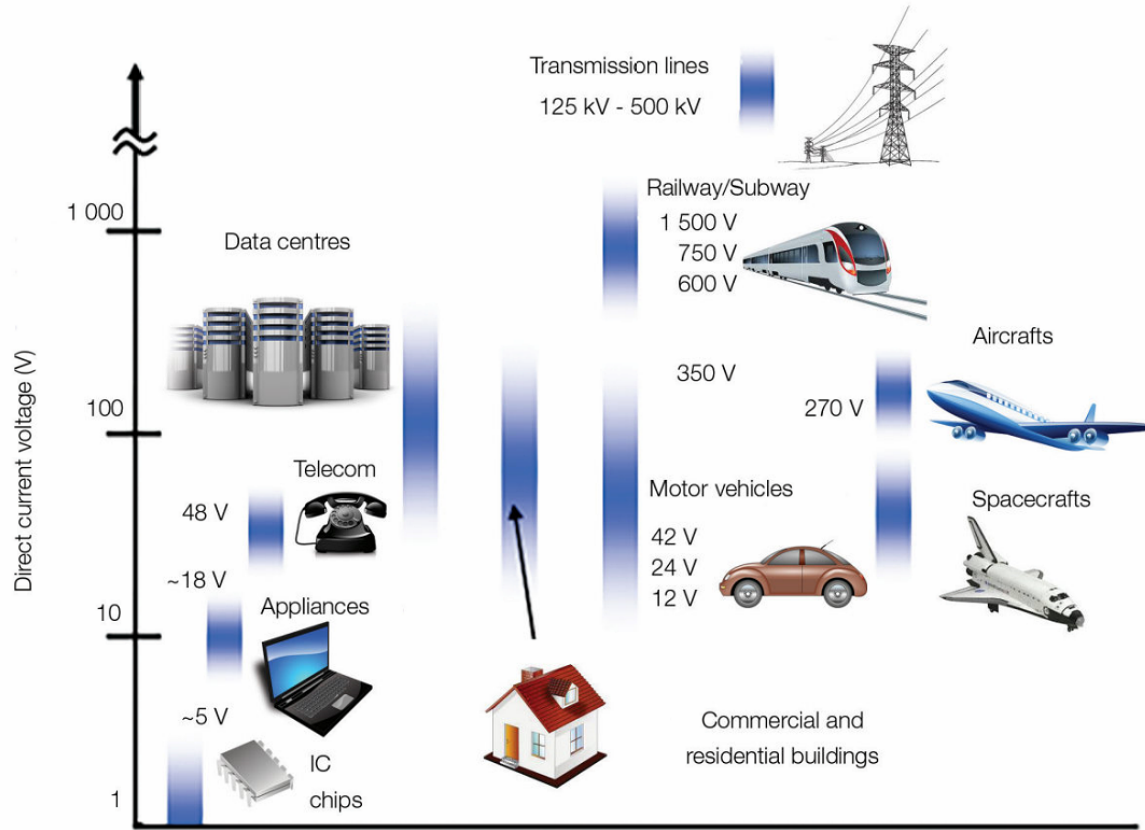 Transmission lines
125 kV - 500 kV
Railway/Subway
1 500 V
750 V
600 V
1 000
Data centres
Aircrafts
350 V
270 V
100
Direct current voltage (V)
Telecom
48 V
Motor vehicles
42 V
24 V
12 V
Spacecrafts
~18 V
Appliances
10
~5 V
IC
chips
Commercial and
residential buildings
1